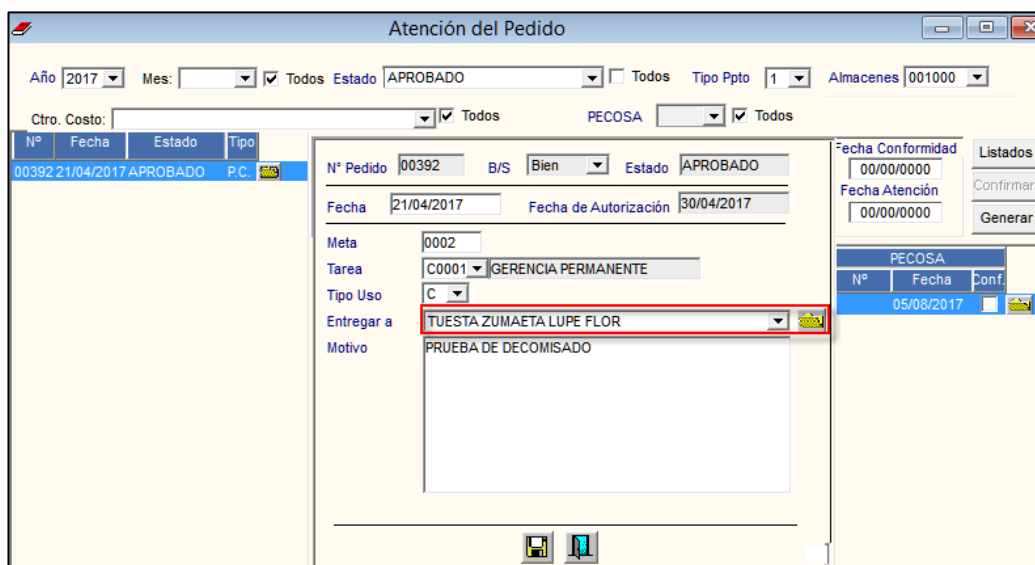 Atención del Pedido
Año 2017 Mes: Todos Estado APROBADO Todos Tipo Ppto 1 Almacenes 001000
Ctro. Costo: Todos PECOSA Todos
Nº Fecha Estado Tipo
00392 21/04/2017 APROBADO P.C.
N° Pedido 00392 B/S Bien Estado APROBADO
Fecha 21/04/2017 Fecha de Autorización 30/04/2017
Meta 0002
Tarea C0001 GERENCIA PERMANENTE
Tipo Uso C
Entregar a TUESTA ZUMAETA LUPE FLOR
Motivo PRUEBA DE DECOMISADO
Fecha Conformidad
00/00/0000
Fecha Atención
00/00/0000
Listados
Confirmar
Generar
PECOSA
Nº Fecha Conf.
05/08/2017